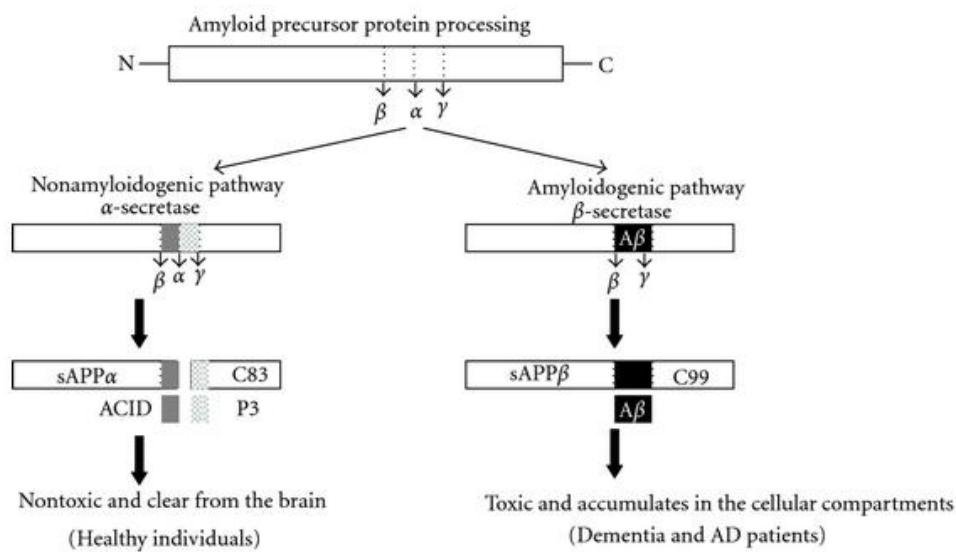 Amyloid precursor protein processing
N
C
β α γ
Nonamyloidogenic pathway
α-secretase
β α γ
sAPPα C83
ACID P3
Nontoxic and clear from the brain
(Healthy individuals)
Amyloidogenic pathway
β-secretase
Aβ
β γ
sAPPβ C99
Aβ
Toxic and accumulates in the cellular compartments
(Dementia and AD patients)